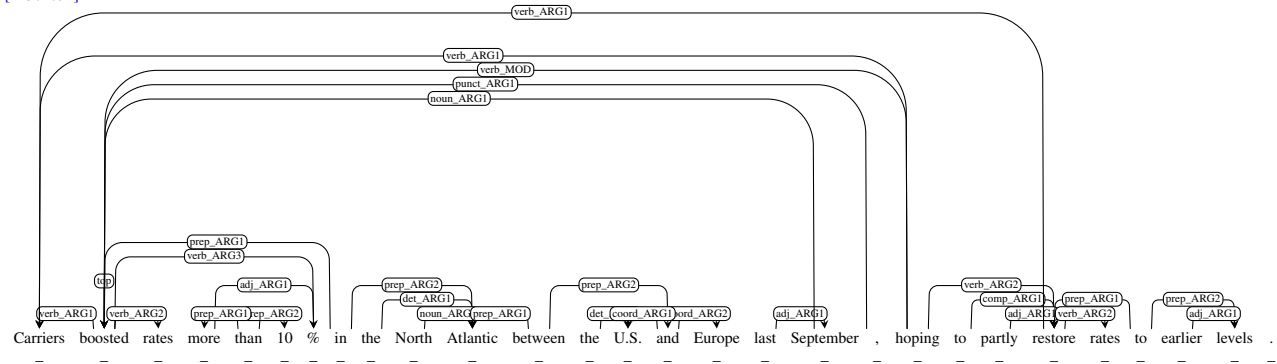 verb_ARG1
verb_ARG1
verb_MOD
punct_ARG1
noun_ARG1
prep_ARG1
verb_ARG3
top
adj_ARG1 prep_ARG2 prep_ARG2 verb_ARG2
det_ARG1 comp_ARG1 prep_ARG1 prep_ARG2
verb_ARG1 verb_ARG2 prep_ARG1 prep_ARG1 coord_ARG1 adj_ARG1 verb_ARG2 adj_ARG1
Carriers boosted rates more than 10 % in the North Atlantic between the U.S. and Europe last September , hoping to partly restore rates to earlier levels .